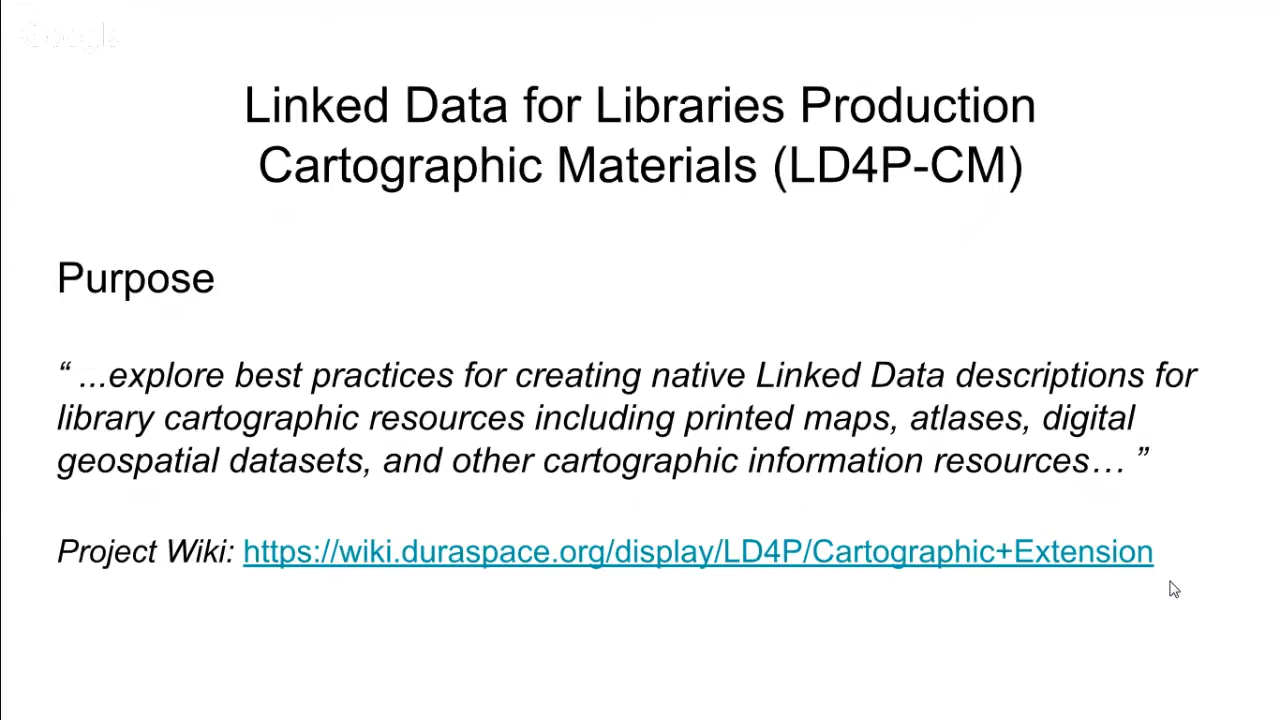 Google
Linked Data for Libraries Production
Cartographic Materials (LD4P-CM)
Purpose
“ ...explore best practices for creating native Linked Data descriptions for
library cartographic resources including printed maps, atlases, digital
geospatial datasets, and other cartographic information resources… ”
Project Wiki: https://wiki.duraspace.org/display/LD4P/Cartographic+Extension